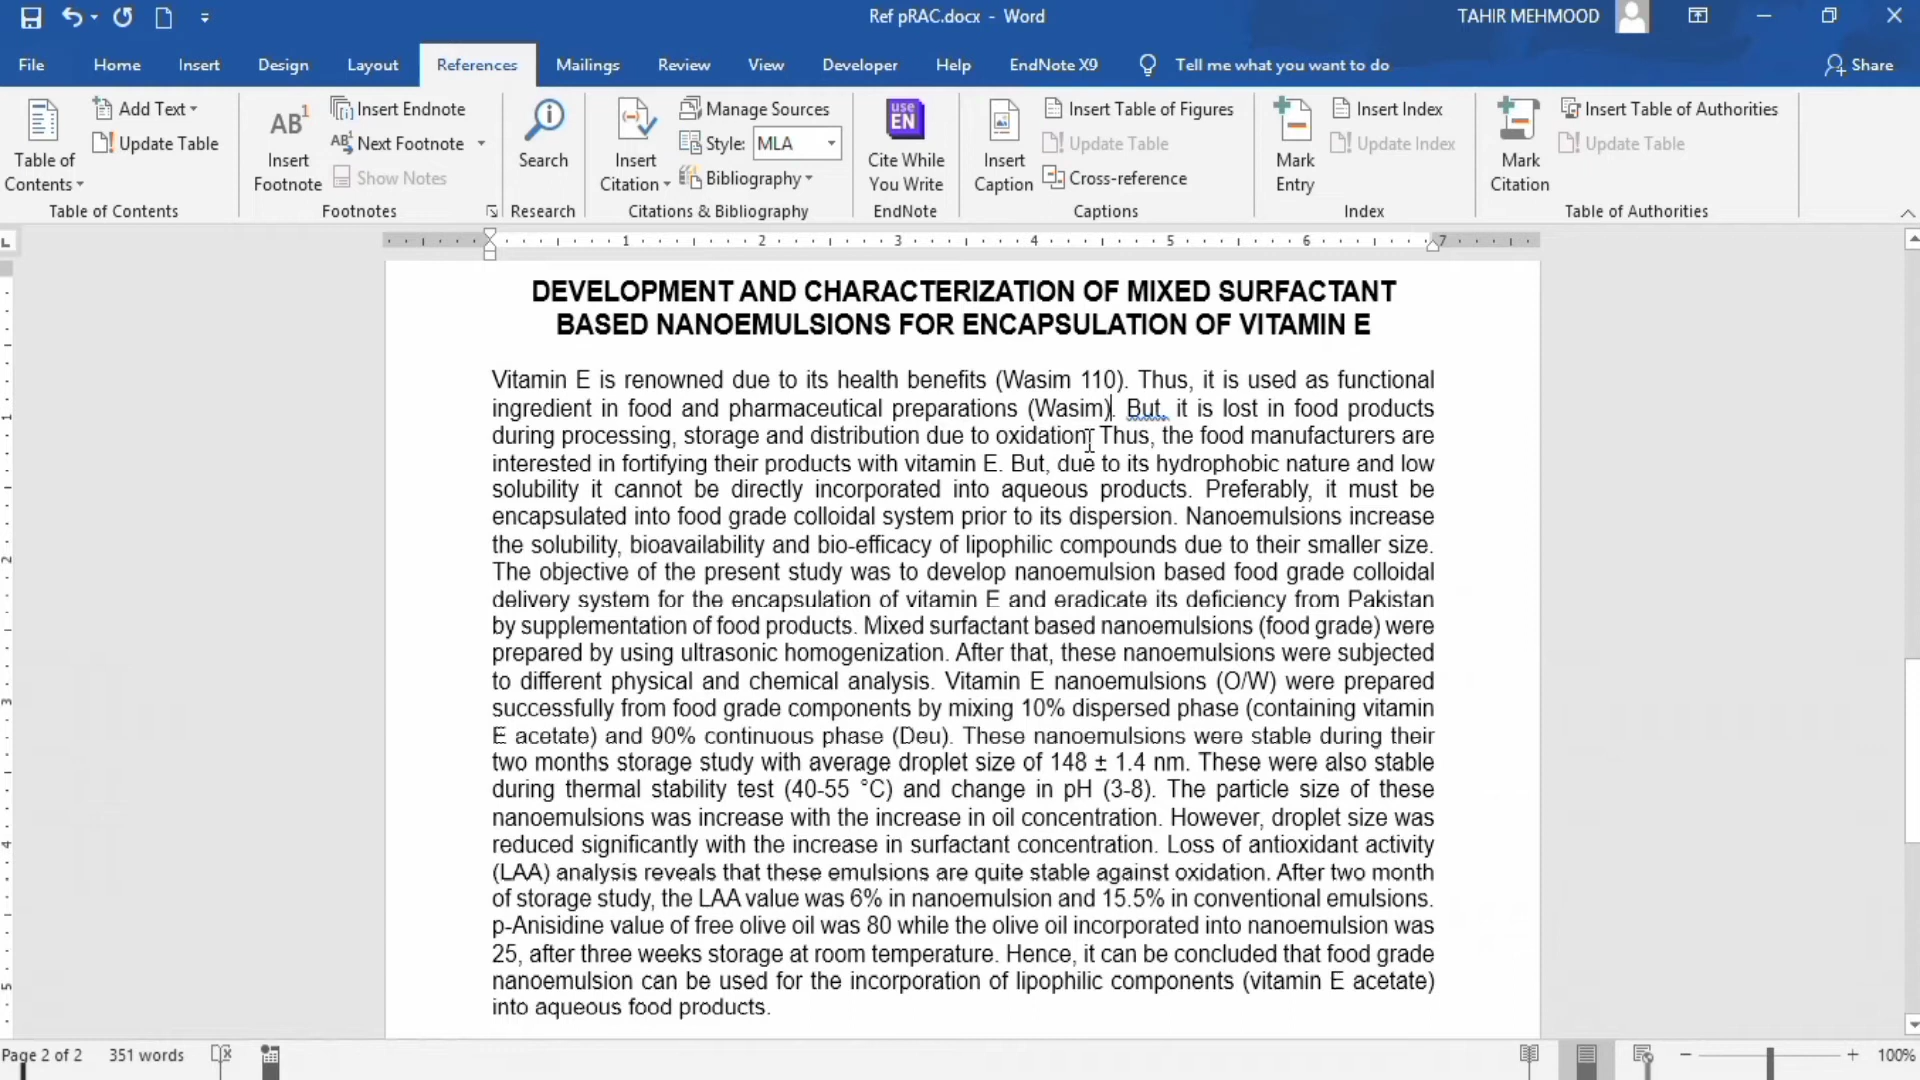 Ref pRAC.docx - Word
TAHIR MEHMOOD
File Home Insert Design Layout References Mailings Review View Developer Help EndNote X9 Tell me what you want to do Share
Table of Contents
Add Text
Update Table
Table of Contents
AB1
Insert Footnote
Insert Endnote
Next Footnote
Show Notes
Footnotes
Search
Research
Insert Citation
Manage Sources
Style: MLA
Bibliography
Citations & Bibliography
use EN
Cite While You Write
EndNote
Insert Caption
Insert Table of Figures
Update Table
Cross-reference
Captions
Mark Entry
Insert Index
Update Index
Index
Mark Citation
Insert Table of Authorities
Update Table
Table of Authorities
1 2 3 4 5 6 7
DEVELOPMENT AND CHARACTERIZATION OF MIXED SURFACTANT
BASED NANOEMULSIONS FOR ENCAPSULATION OF VITAMIN E
Vitamin E is renowned due to its health benefits (Wasim 110). Thus, it is used as functional
ingredient in food and pharmaceutical preparations (Wasim). But, it is lost in food products
during processing, storage and distribution due to oxidation. Thus, the food manufacturers are
interested in fortifying their products with vitamin E. But, due to its hydrophobic nature and low
solubility it cannot be directly incorporated into aqueous products. Preferably, it must be
encapsulated into food grade colloidal system prior to its dispersion. Nanoemulsions increase
the solubility, bioavailability and bio-efficacy of lipophilic compounds due to their smaller size.
The objective of the present study was to develop nanoemulsion based food grade colloidal
delivery system for the encapsulation of vitamin E and eradicate its deficiency from Pakistan
by supplementation of food products. Mixed surfactant based nanoemulsions (food grade) were
prepared by using ultrasonic homogenization. After that, these nanoemulsions were subjected
to different physical and chemical analysis. Vitamin E nanoemulsions (O/W) were prepared
successfully from food grade components by mixing 10% dispersed phase (containing vitamin
E acetate) and 90% continuous phase (Deu). These nanoemulsions were stable during their
two months storage study with average droplet size of 148 ± 1.4 nm. These were also stable
during thermal stability test (40-55 °C) and change in pH (3-8). The particle size of these
nanoemulsions was increase with the increase in oil concentration. However, droplet size was
reduced significantly with the increase in surfactant concentration. Loss of antioxidant activity
(LAA) analysis reveals that these emulsions are quite stable against oxidation. After two month
of storage study, the LAA value was 6% in nanoemulsion and 15.5% in conventional emulsions.
p-Anisidine value of free olive oil was 80 while the olive oil incorporated into nanoemulsion was
25, after three weeks storage at room temperature. Hence, it can be concluded that food grade
nanoemulsion can be used for the incorporation of lipophilic components (vitamin E acetate)
into aqueous food products.
1
2
3
4
5
Page 2 of 2 351 words 100%